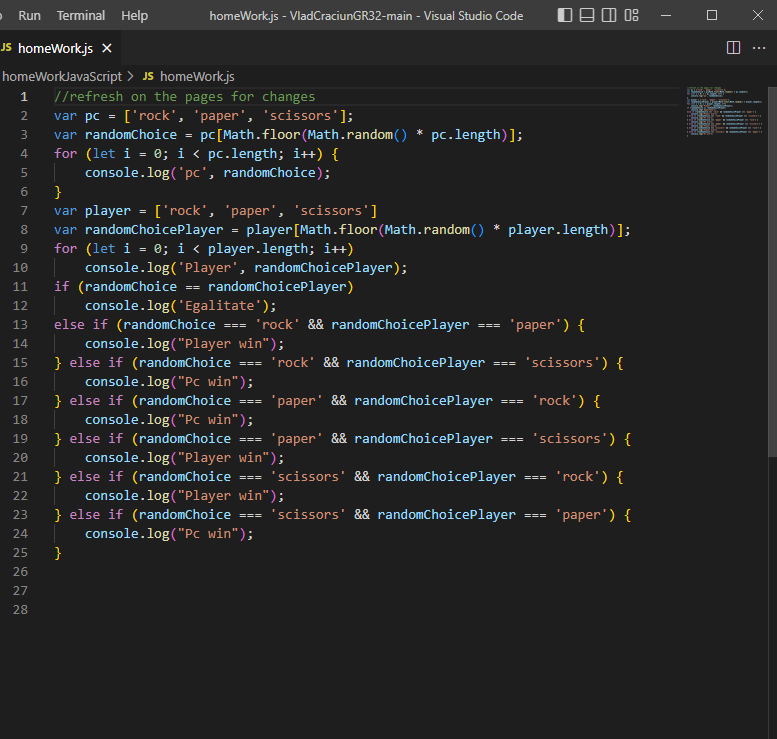 Run Terminal Help homeWork.js - VladCraciunGR32-main - Visual Studio Code
JS homeWork.js
homeWorkJavaScript > JS homeWork.js
1 //refresh on the pages for changes
2 var pc = ['rock', 'paper', 'scissors'];
3 var randomChoice = pc[Math.floor(Math.random() * pc.length)];
4 for (let i = 0; i < pc.length; i++) {
5     console.log('pc', randomChoice);
6 }
7 var player = ['rock', 'paper', 'scissors']
8 var randomChoicePlayer = player[Math.floor(Math.random() * player.length)];
9 for (let i = 0; i < player.length; i++)
10     console.log('Player', randomChoicePlayer);
11 if (randomChoice == randomChoicePlayer)
12     console.log('Egalitate');
13 else if (randomChoice === 'rock' && randomChoicePlayer === 'paper') {
14     console.log("Player win");
15 } else if (randomChoice === 'rock' && randomChoicePlayer === 'scissors') {
16     console.log("Pc win");
17 } else if (randomChoice === 'paper' && randomChoicePlayer === 'rock') {
18     console.log("Pc win");
19 } else if (randomChoice === 'paper' && randomChoicePlayer === 'scissors') {
20     console.log("Player win");
21 } else if (randomChoice === 'scissors' && randomChoicePlayer === 'rock') {
22     console.log("Player win");
23 } else if (randomChoice === 'scissors' && randomChoicePlayer === 'paper') {
24     console.log("Pc win");
25 }
26
27
28